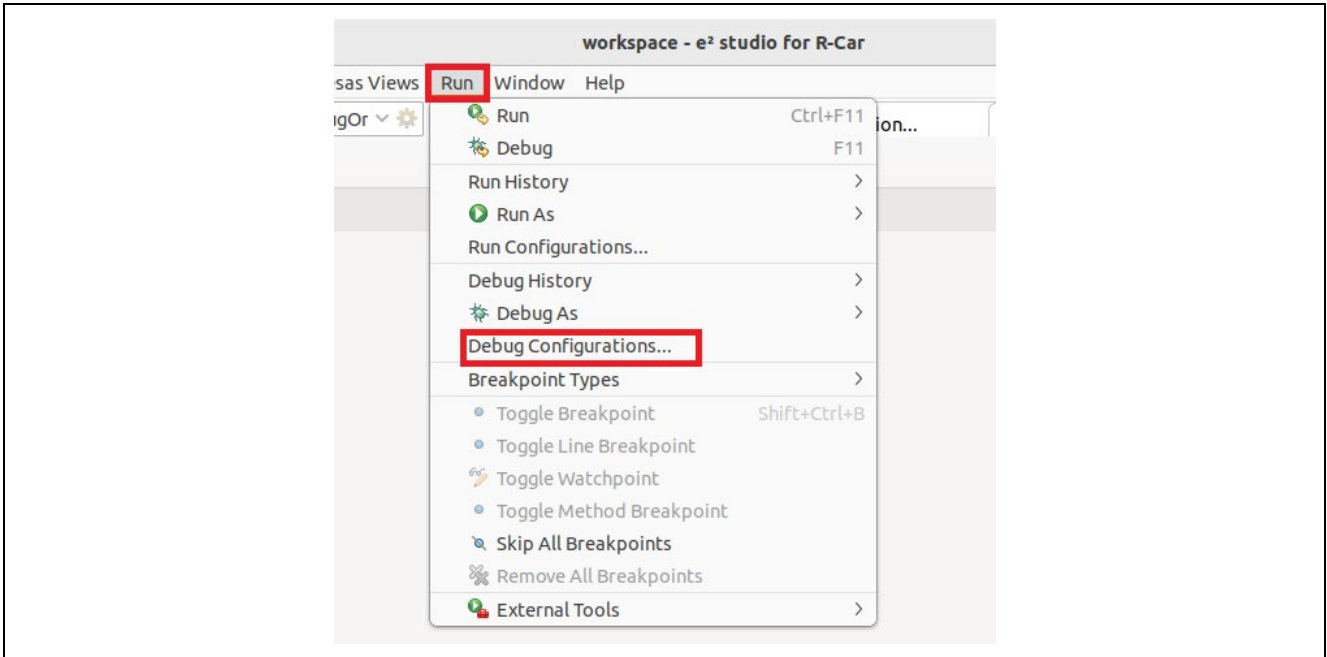 workspace - e² studio for R-Car
sas Views Run Window Help
gOr ion...
Run Ctrl+F11
Debug F11
Run History
Run As
Run Configurations...
Debug History
Debug As
Debug Configurations...
Breakpoint Types
Toggle Breakpoint Shift+Ctrl+B
Toggle Line Breakpoint
Toggle Watchpoint
Toggle Method Breakpoint
Skip All Breakpoints
Remove All Breakpoints
External Tools